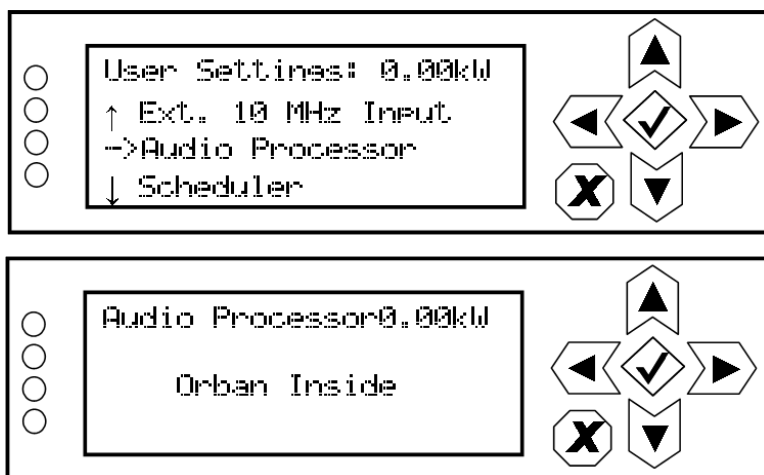 User Settings: 0.00kW
↑ Ext. 10 MHz Input
->Audio Processor
↓ Scheduler
Audio Processor0.00kW
Orban Inside